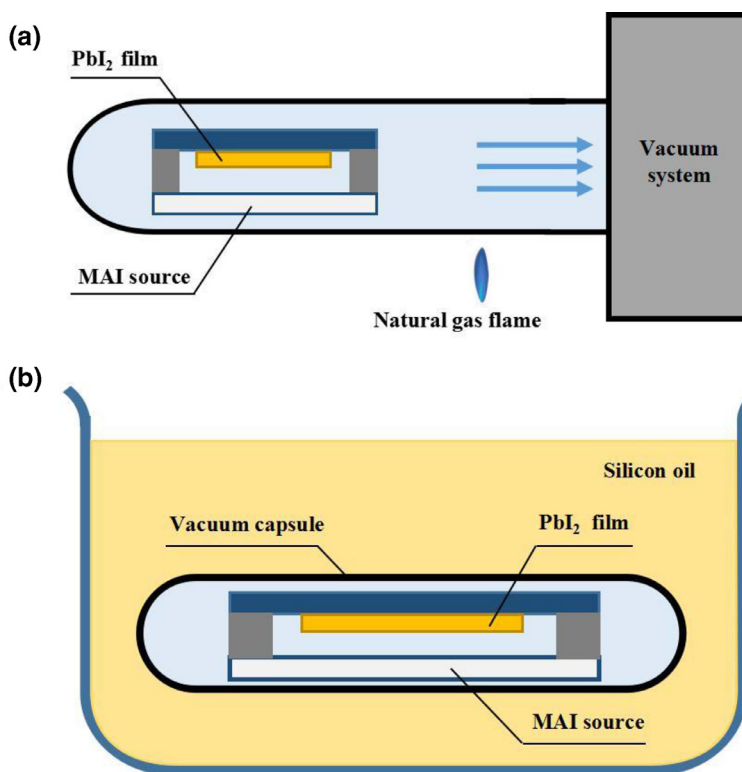 (a)
PbI₂ film
Vacuum
system
MAI source
Natural gas flame
(b)
Silicon oil
Vacuum capsule
PbI₂ film
MAI source